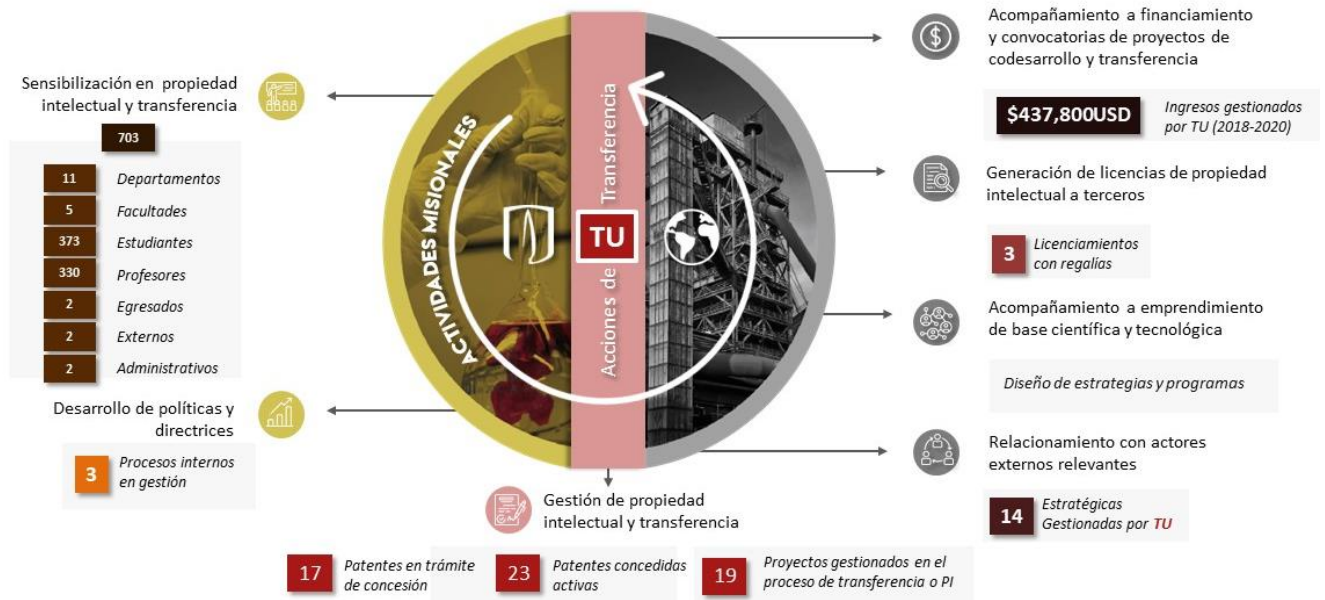 Sensibilización en propiedad
intelectual y transferencia
703
11 Departamentos
5 Facultades
373 Estudiantes
330 Profesores
2 Egresados
2 Externos
2 Administrativos
Desarrollo de políticas y
directrices
3 Procesos internos
en gestión
ACTIVIDADES MISIONALES
Acciones de Transferencia
TU
Gestión de propiedad
intelectual y transferencia
17 Patentes en trámite
de concesión
23 Patentes concedidas
activas
19 Proyectos gestionados en el
proceso de transferencia o PI
Acompañamiento a financiamiento
y convocatorias de proyectos de
codesarrollo y transferencia
$437,800USD
Ingresos gestionados
por TU (2018-2020)
Generación de licencias de propiedad
intelectual a terceros
3 Licenciamientos
con regalías
Acompañamiento a emprendimiento
de base científica y tecnológica
Diseño de estrategias y programas
Relacionamiento con actores
externos relevantes
14 Estratégicas
Gestionadas por TU